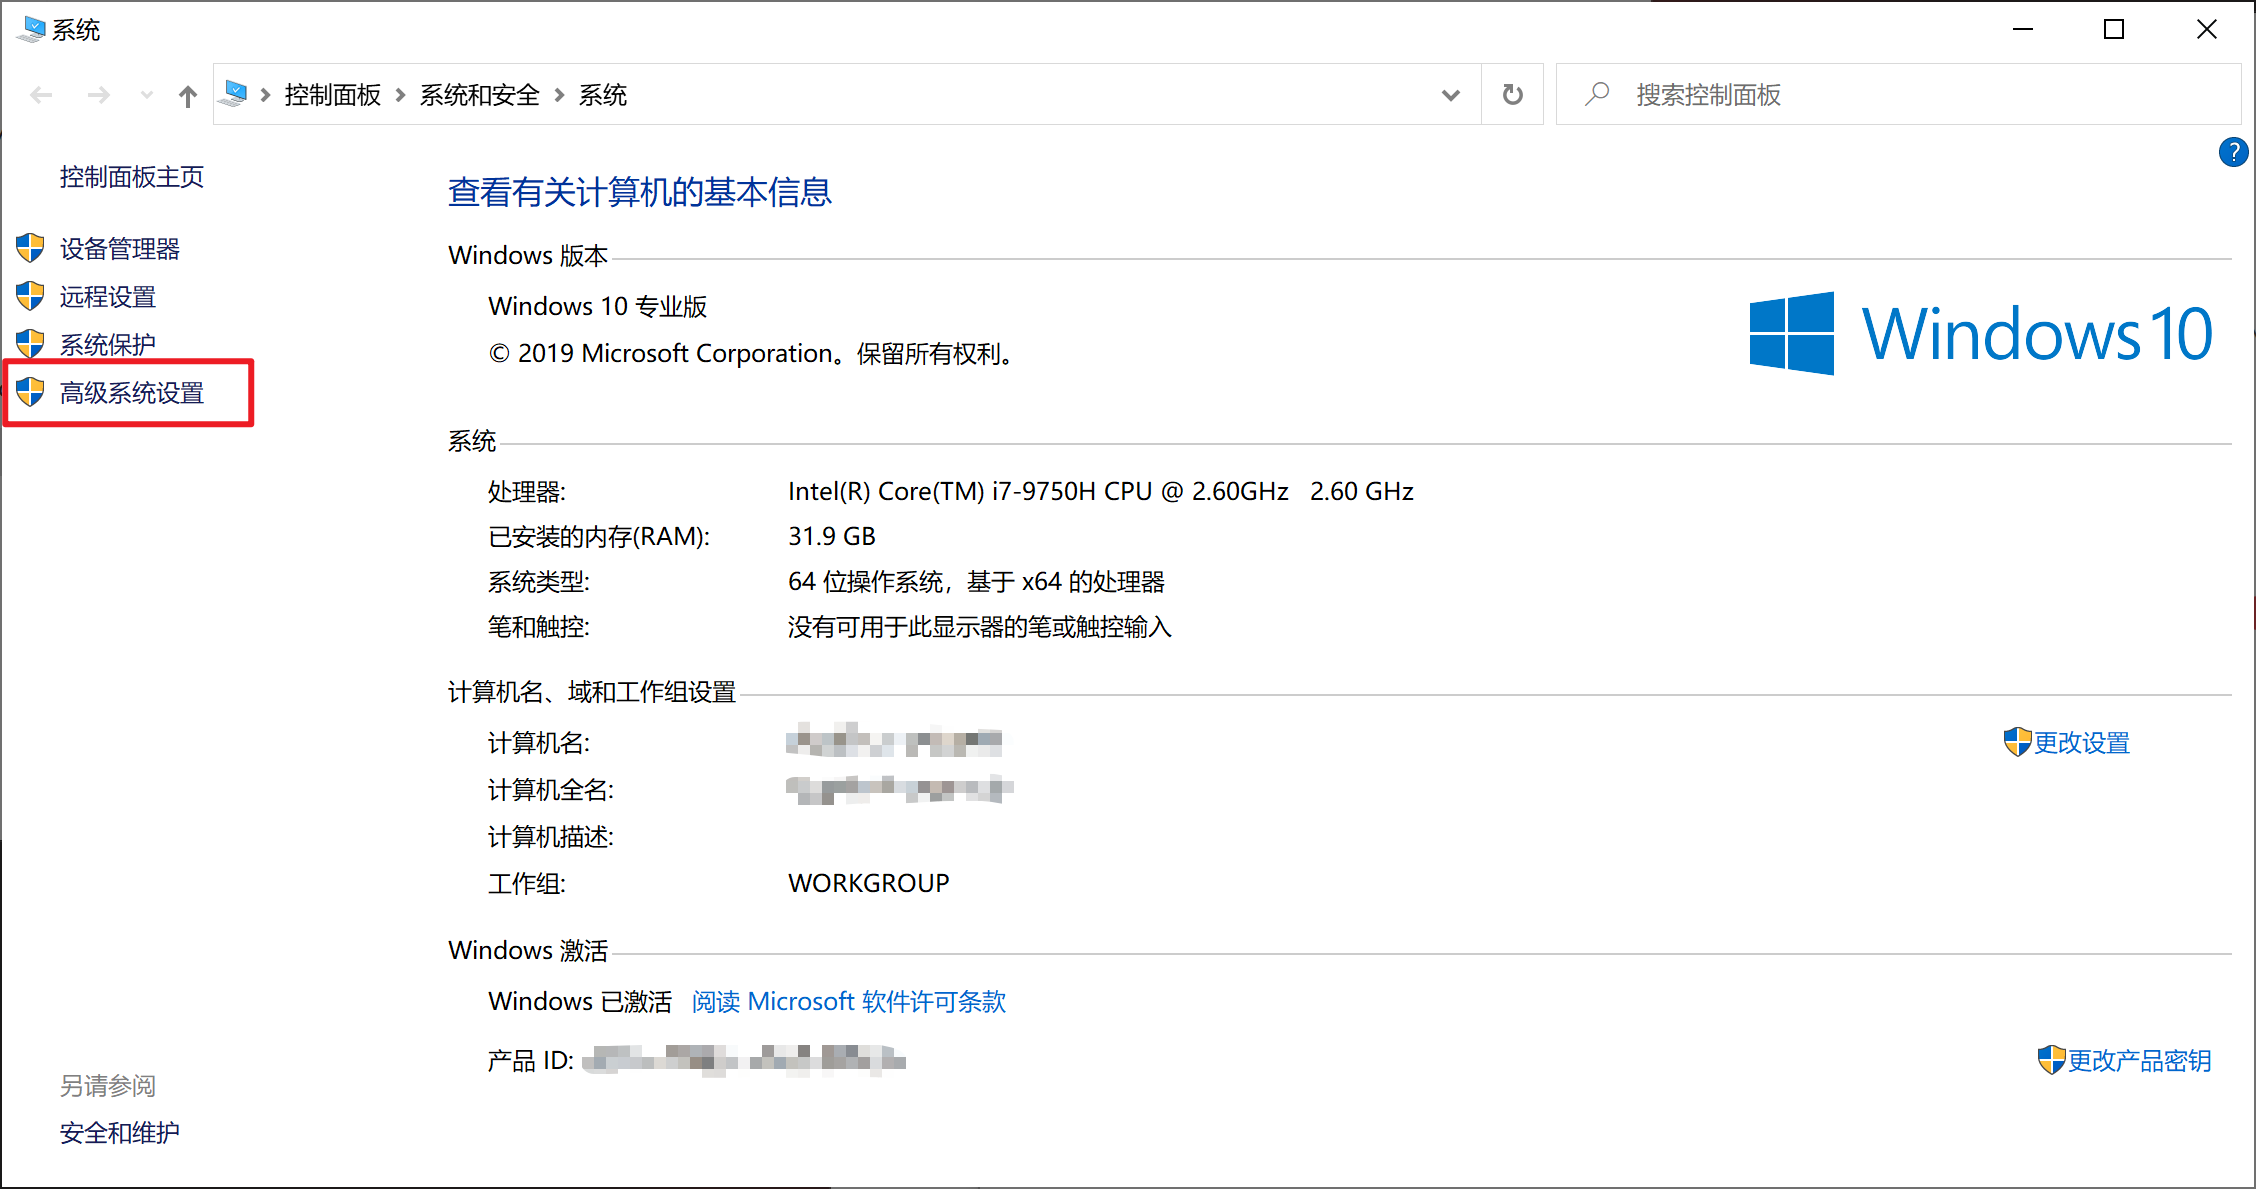 系统
控制面板 系统和安全 系统
搜索控制面板
?
控制面板主页
设备管理器
远程设置
系统保护
高级系统设置
另请参阅
安全和维护
查看有关计算机的基本信息
Windows 版本
Windows 10 专业版
© 2019 Microsoft Corporation。保留所有权利。
Windows 10
系统
处理器: Intel(R) Core(TM) i7-9750H CPU @ 2.60GHz 2.60 GHz
已安装的内存(RAM): 31.9 GB
系统类型: 64 位操作系统，基于 x64 的处理器
笔和触控: 没有可用于此显示器的笔或触控输入
计算机名、域和工作组设置
计算机名: 更改设置
计算机全名:
计算机描述:
工作组: WORKGROUP
Windows 激活
Windows 已激活 阅读 Microsoft 软件许可条款
产品 ID: 更改产品密钥